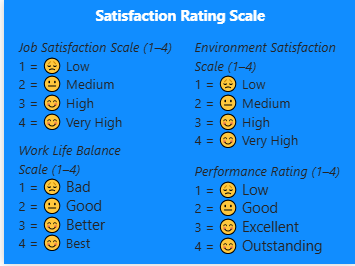 Satisfaction Rating Scale
Job Satisfaction Scale (1–4)
1 = 😞 Low
2 = 😐 Medium
3 = 😊 High
4 = 😊 Very High
Work Life Balance
Scale (1–4)
1 = 😞 Bad
2 = 😐 Good
3 = 😊 Better
4 = 😊 Best
Environment Satisfaction
Scale (1–4)
1 = 😞 Low
2 = 😐 Medium
3 = 😊 High
4 = 😊 Very High
Performance Rating (1–4)
1 = 😞 Low
2 = 😐 Good
3 = 😊 Excellent
4 = 😊 Outstanding